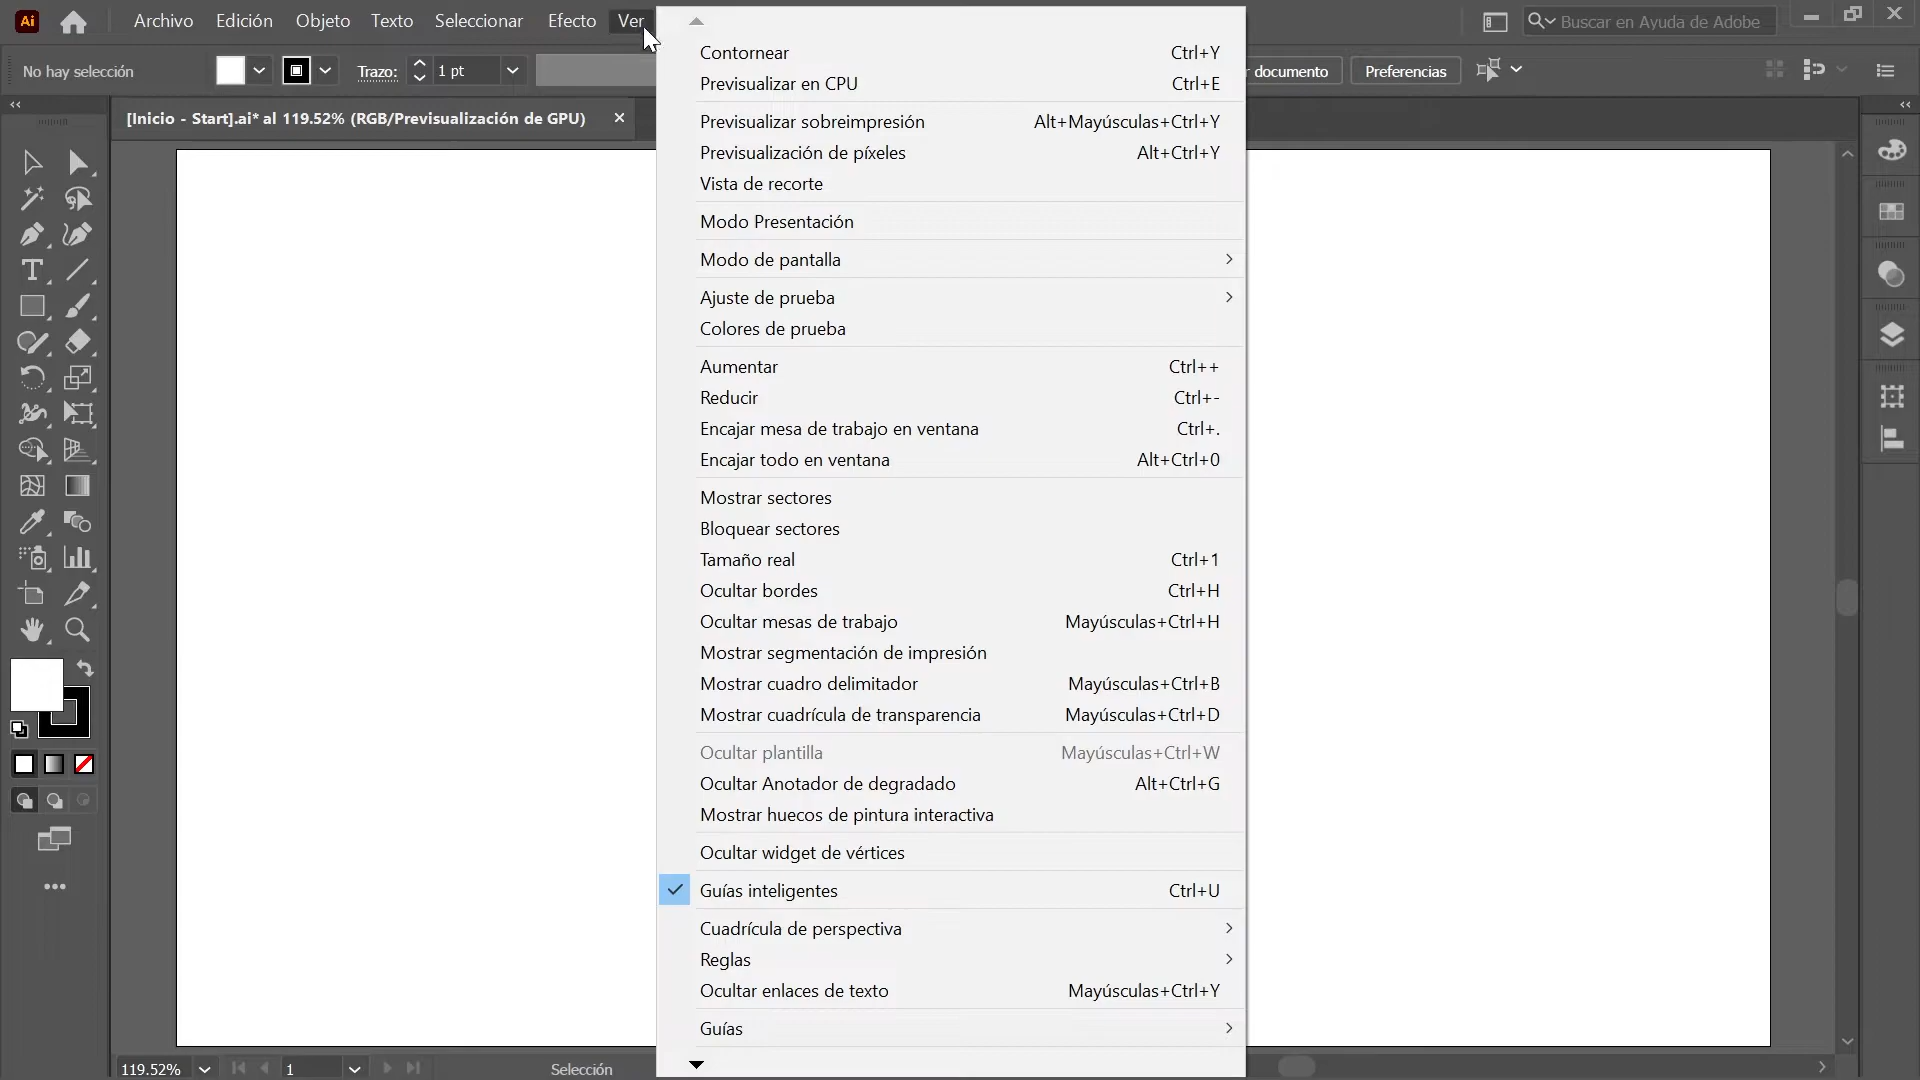 Ai Archivo Edición Objeto Texto Seleccionar Efecto Ver Buscar en Ayuda de Adobe
No hay selección Trazo: 1 pt documento Preferencias
[Inicio - Start].ai* al 119.52% (RGB/Previsualización de GPU)
Contornear Ctrl+Y
Previsualizar en CPU Ctrl+E
Previsualizar sobreimpresión Alt+Mayúsculas+Ctrl+Y
Previsualización de píxeles Alt+Ctrl+Y
Vista de recorte
Modo Presentación
Modo de pantalla
Ajuste de prueba
Colores de prueba
Aumentar Ctrl++
Reducir Ctrl+-
Encajar mesa de trabajo en ventana Ctrl+.
Encajar todo en ventana Alt+Ctrl+0
Mostrar sectores
Bloquear sectores
Tamaño real Ctrl+1
Ocultar bordes Ctrl+H
Ocultar mesas de trabajo Mayúsculas+Ctrl+H
Mostrar segmentación de impresión
Mostrar cuadro delimitador Mayúsculas+Ctrl+B
Mostrar cuadrícula de transparencia Mayúsculas+Ctrl+D
Ocultar plantilla Mayúsculas+Ctrl+W
Ocultar Anotador de degradado Alt+Ctrl+G
Mostrar huecos de pintura interactiva
Ocultar widget de vértices
Guías inteligentes Ctrl+U
Cuadrícula de perspectiva
Reglas
Ocultar enlaces de texto Mayúsculas+Ctrl+Y
Guías
119.52% 1 Selección